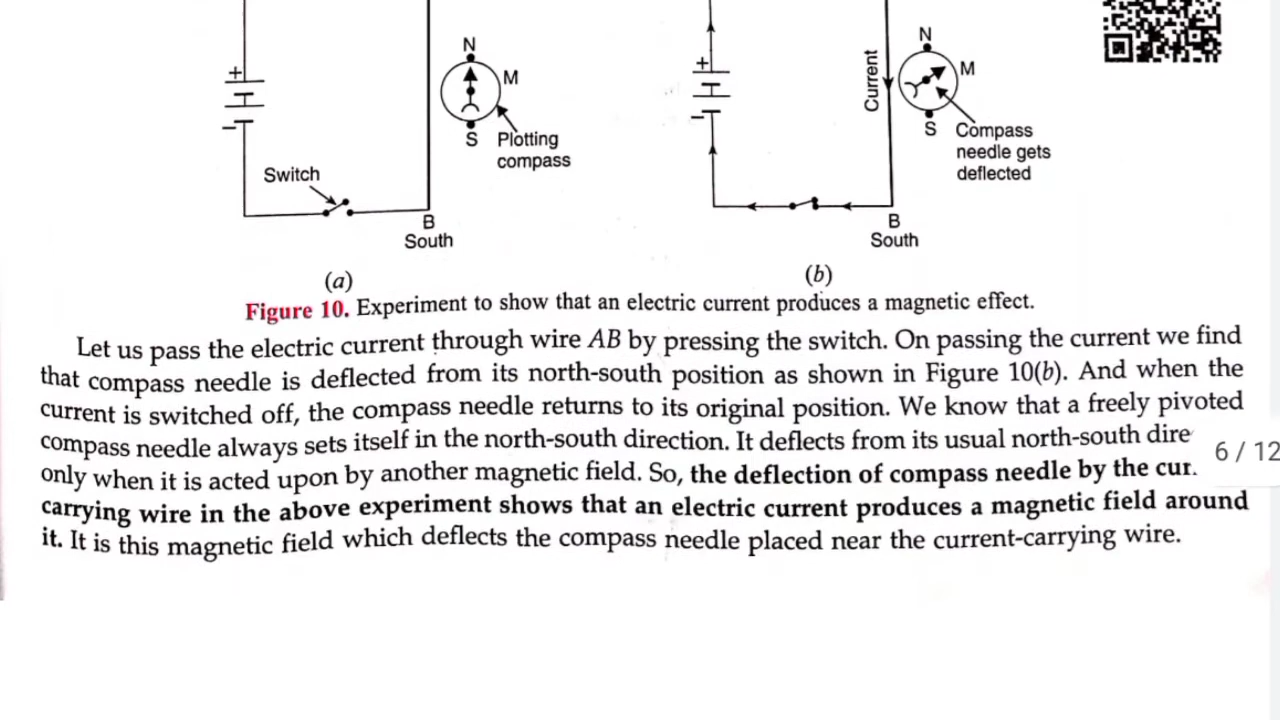 N
N
+
M
+
Current
M
−
S
Plotting
compass
−
S
Compass
needle gets
deflected
Switch
B
South
B
South
(a)
(b)
Figure 10. Experiment to show that an electric current produces a magnetic effect.
Let us pass the electric current through wire AB by pressing the switch. On passing the current we find
that compass needle is deflected from its north-south position as shown in Figure 10(b). And when the
current is switched off, the compass needle returns to its original position. We know that a freely pivoted
compass needle always sets itself in the north-south direction. It deflects from its usual north-south dire
6 / 12
only when it is acted upon by another magnetic field. So, the deflection of compass needle by the cur
carrying wire in the above experiment shows that an electric current produces a magnetic field around
it. It is this magnetic field which deflects the compass needle placed near the current-carrying wire.